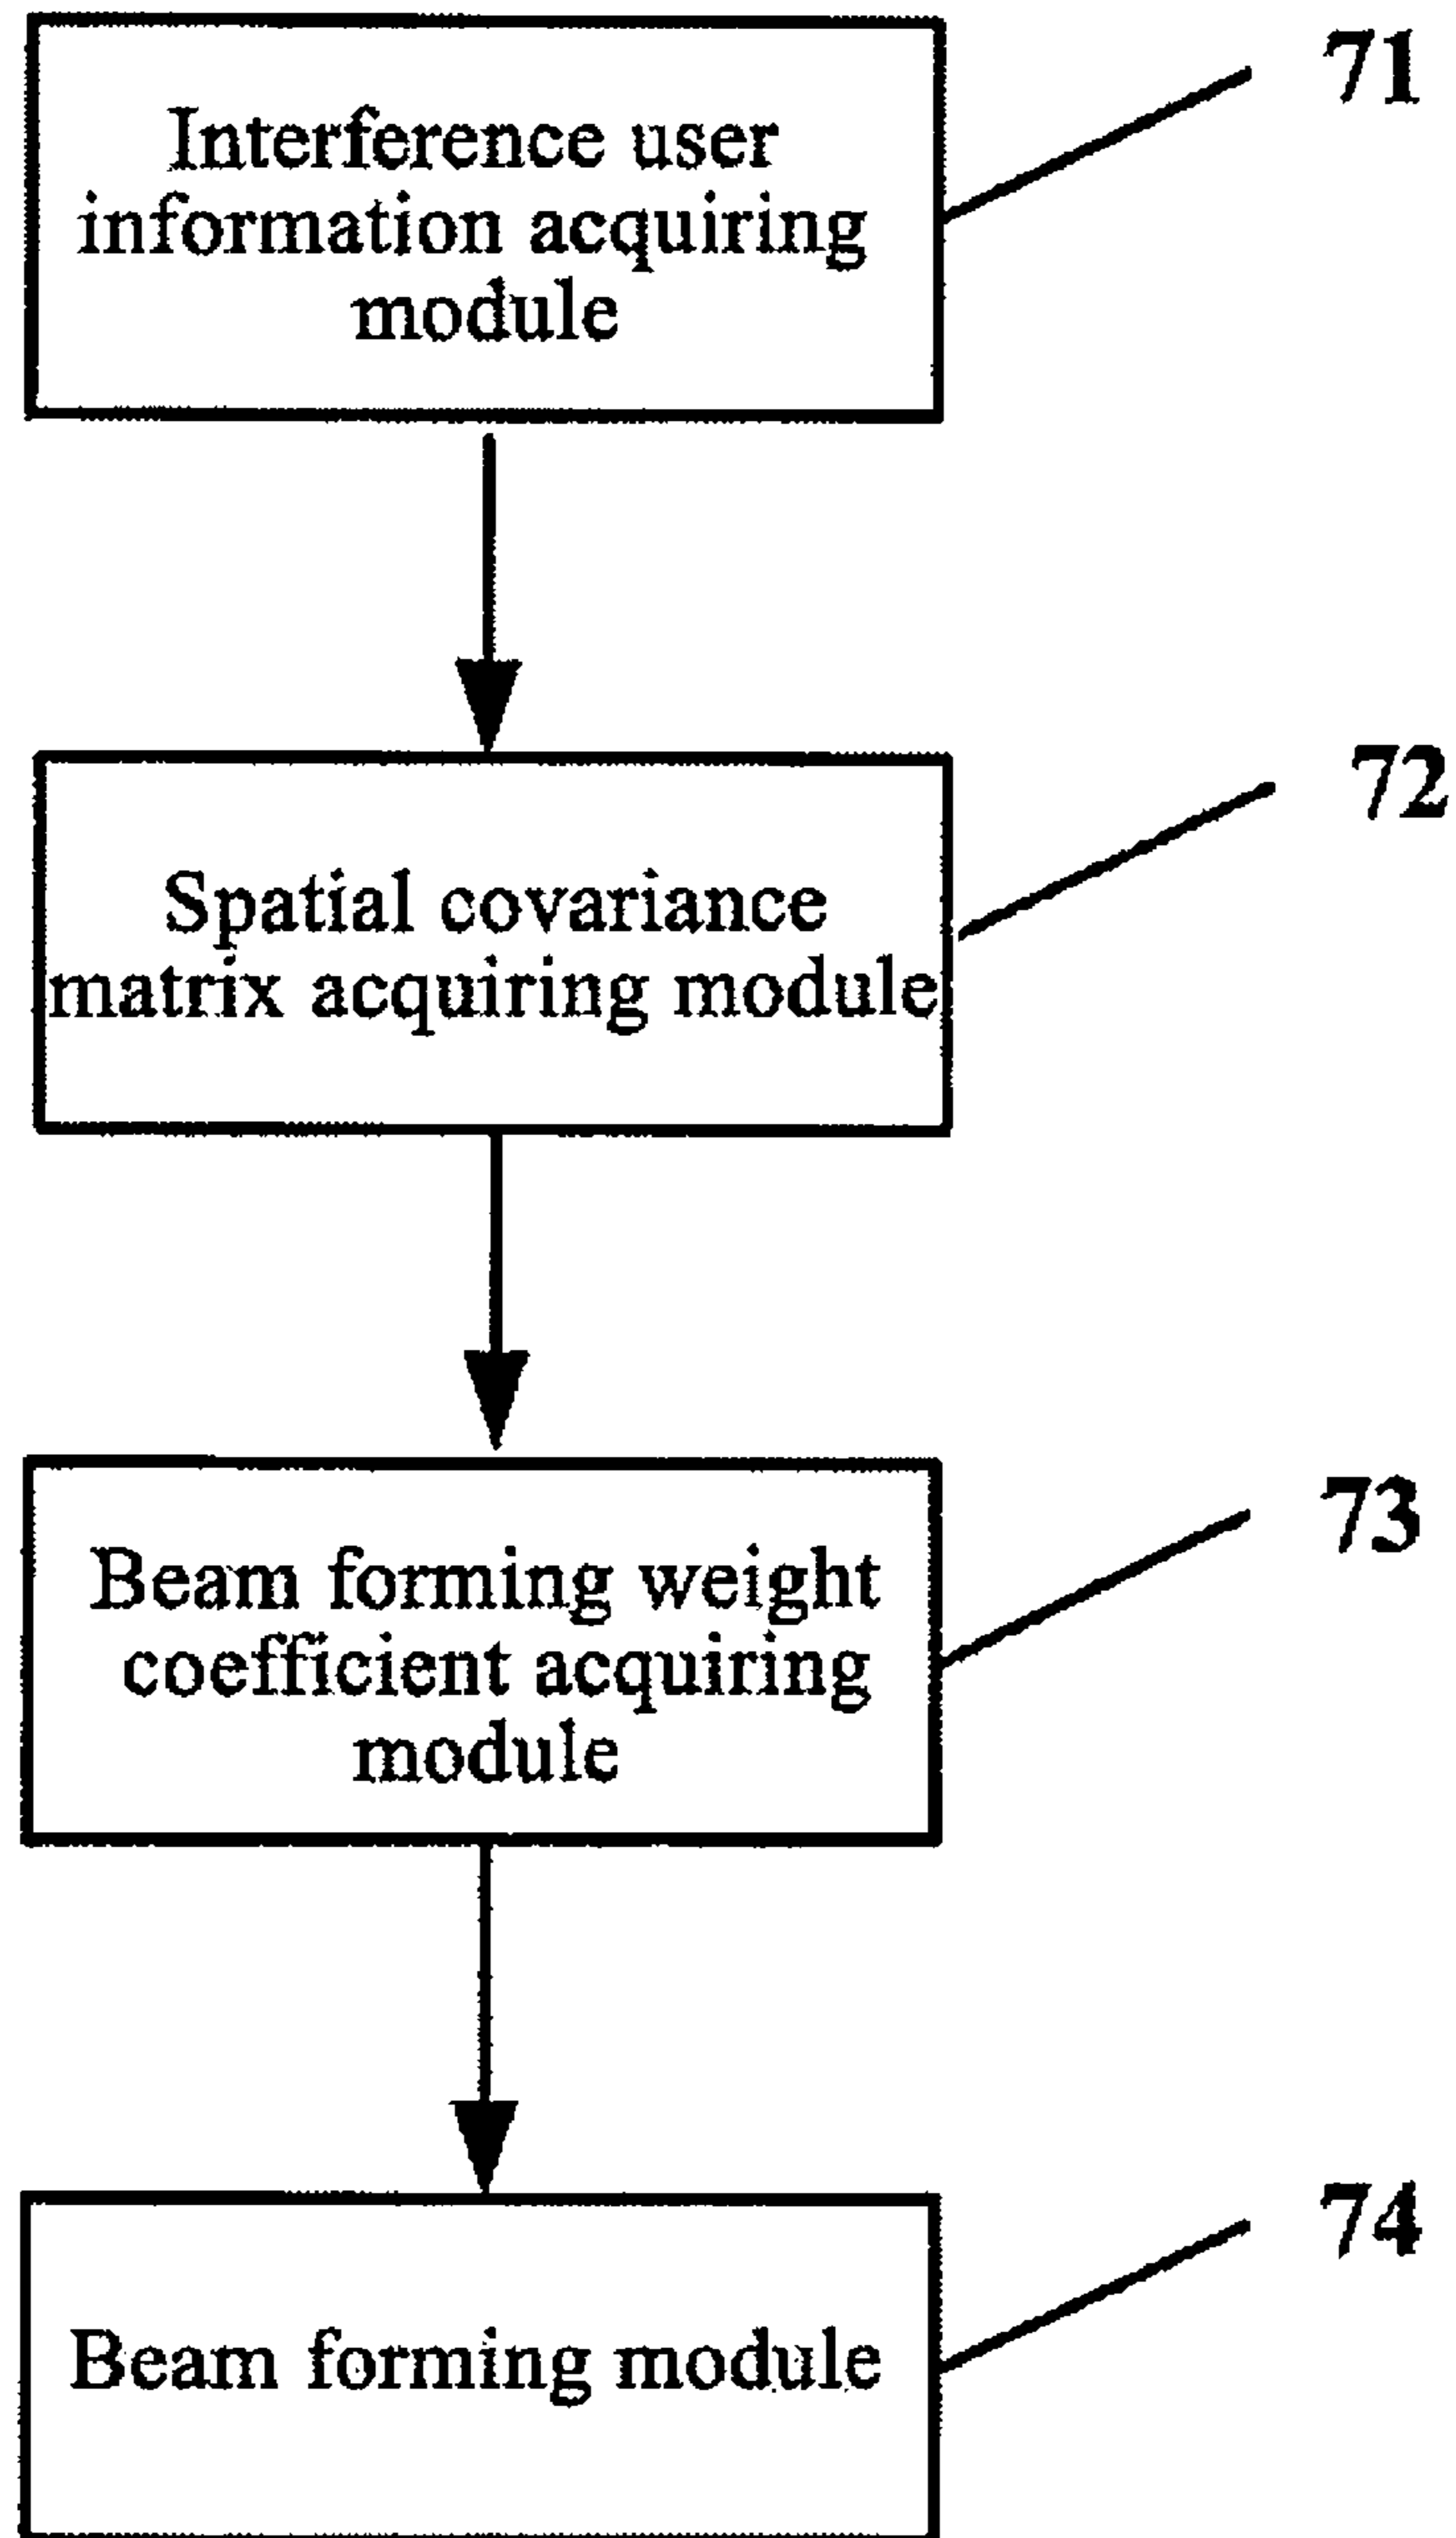 71
Interference user
information acquiring
module
72
Spatial covariance
matrix acquiring module
73
Beam forming weight
coefficient acquiring
module
74
Beam forming module